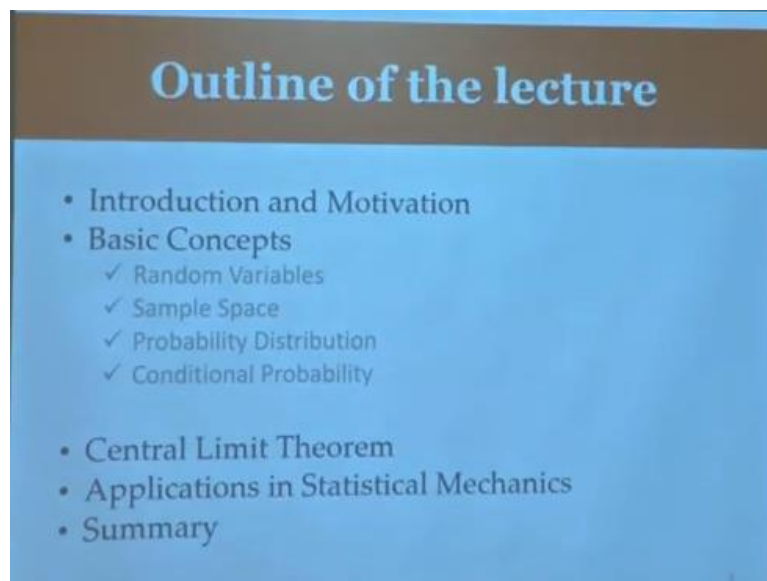 Outline of the lecture
• Introduction and Motivation
• Basic Concepts
✓ Random Variables
✓ Sample Space
✓ Probability Distribution
✓ Conditional Probability
• Central Limit Theorem
• Applications in Statistical Mechanics
• Summary